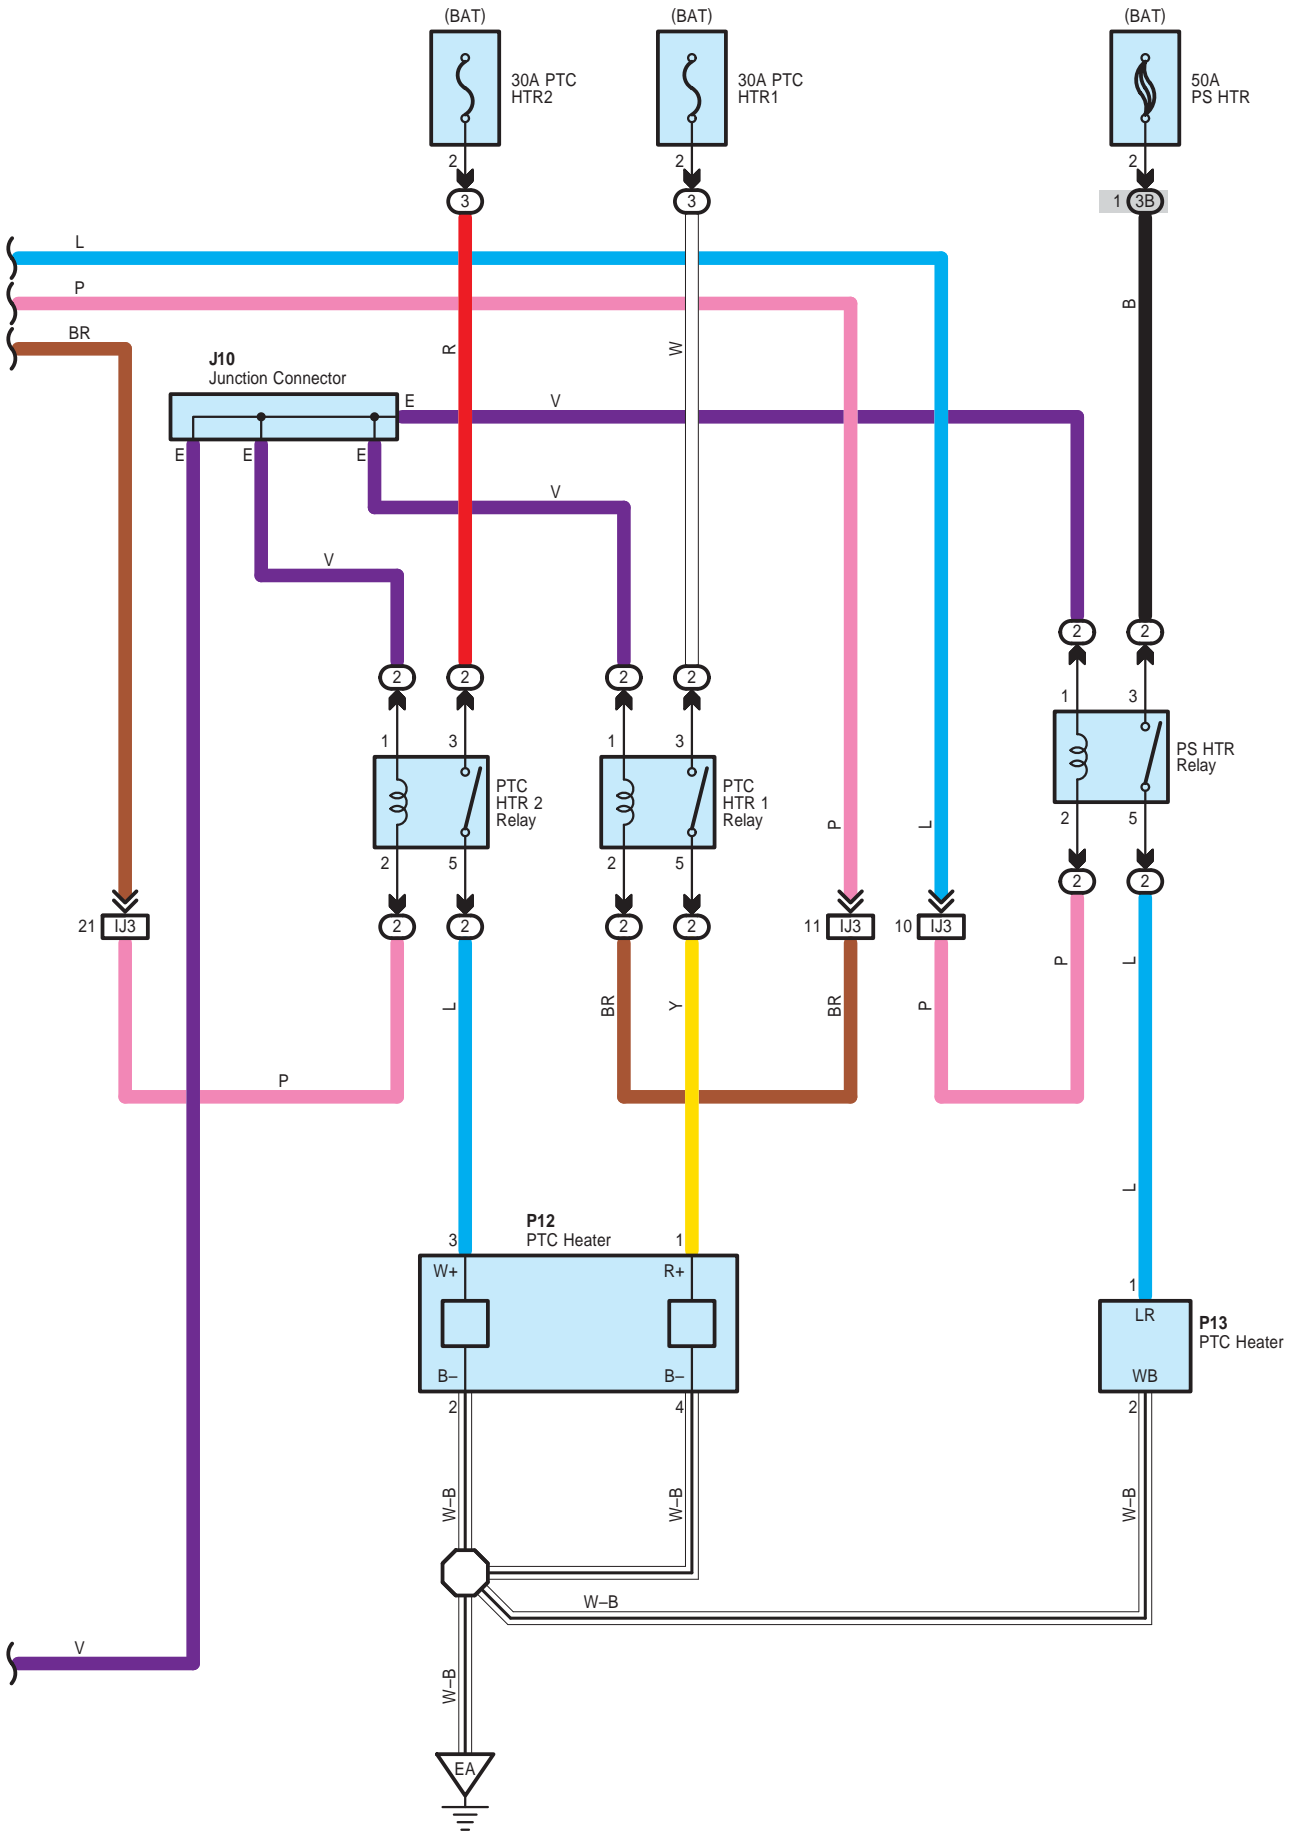 (BAT)
(BAT)
(BAT)
30A PTC
HTR2
30A PTC
HTR1
50A
PS HTR
2
2
2
3
3
1 3B
L
P
BR
B
R
W
J10
Junction Connector
E
V
E
E
E
V
V
2
2
2
2
2
2
1
3
PS HTR
Relay
1
3
1
3
PTC
HTR 2
Relay
PTC
HTR 1
Relay
P
L
2
5
2
5
2
5
2
2
21 IJ3
2
2
2
2
11 IJ3
10 IJ3
P
L
L
BR
Y
BR
P
P
L
P12
PTC Heater
3
1
W+
R+
1
LR
P13
PTC Heater
B–
B–
WB
2
4
2
W–B
W–B
W–B
W–B
V
W–B
EA